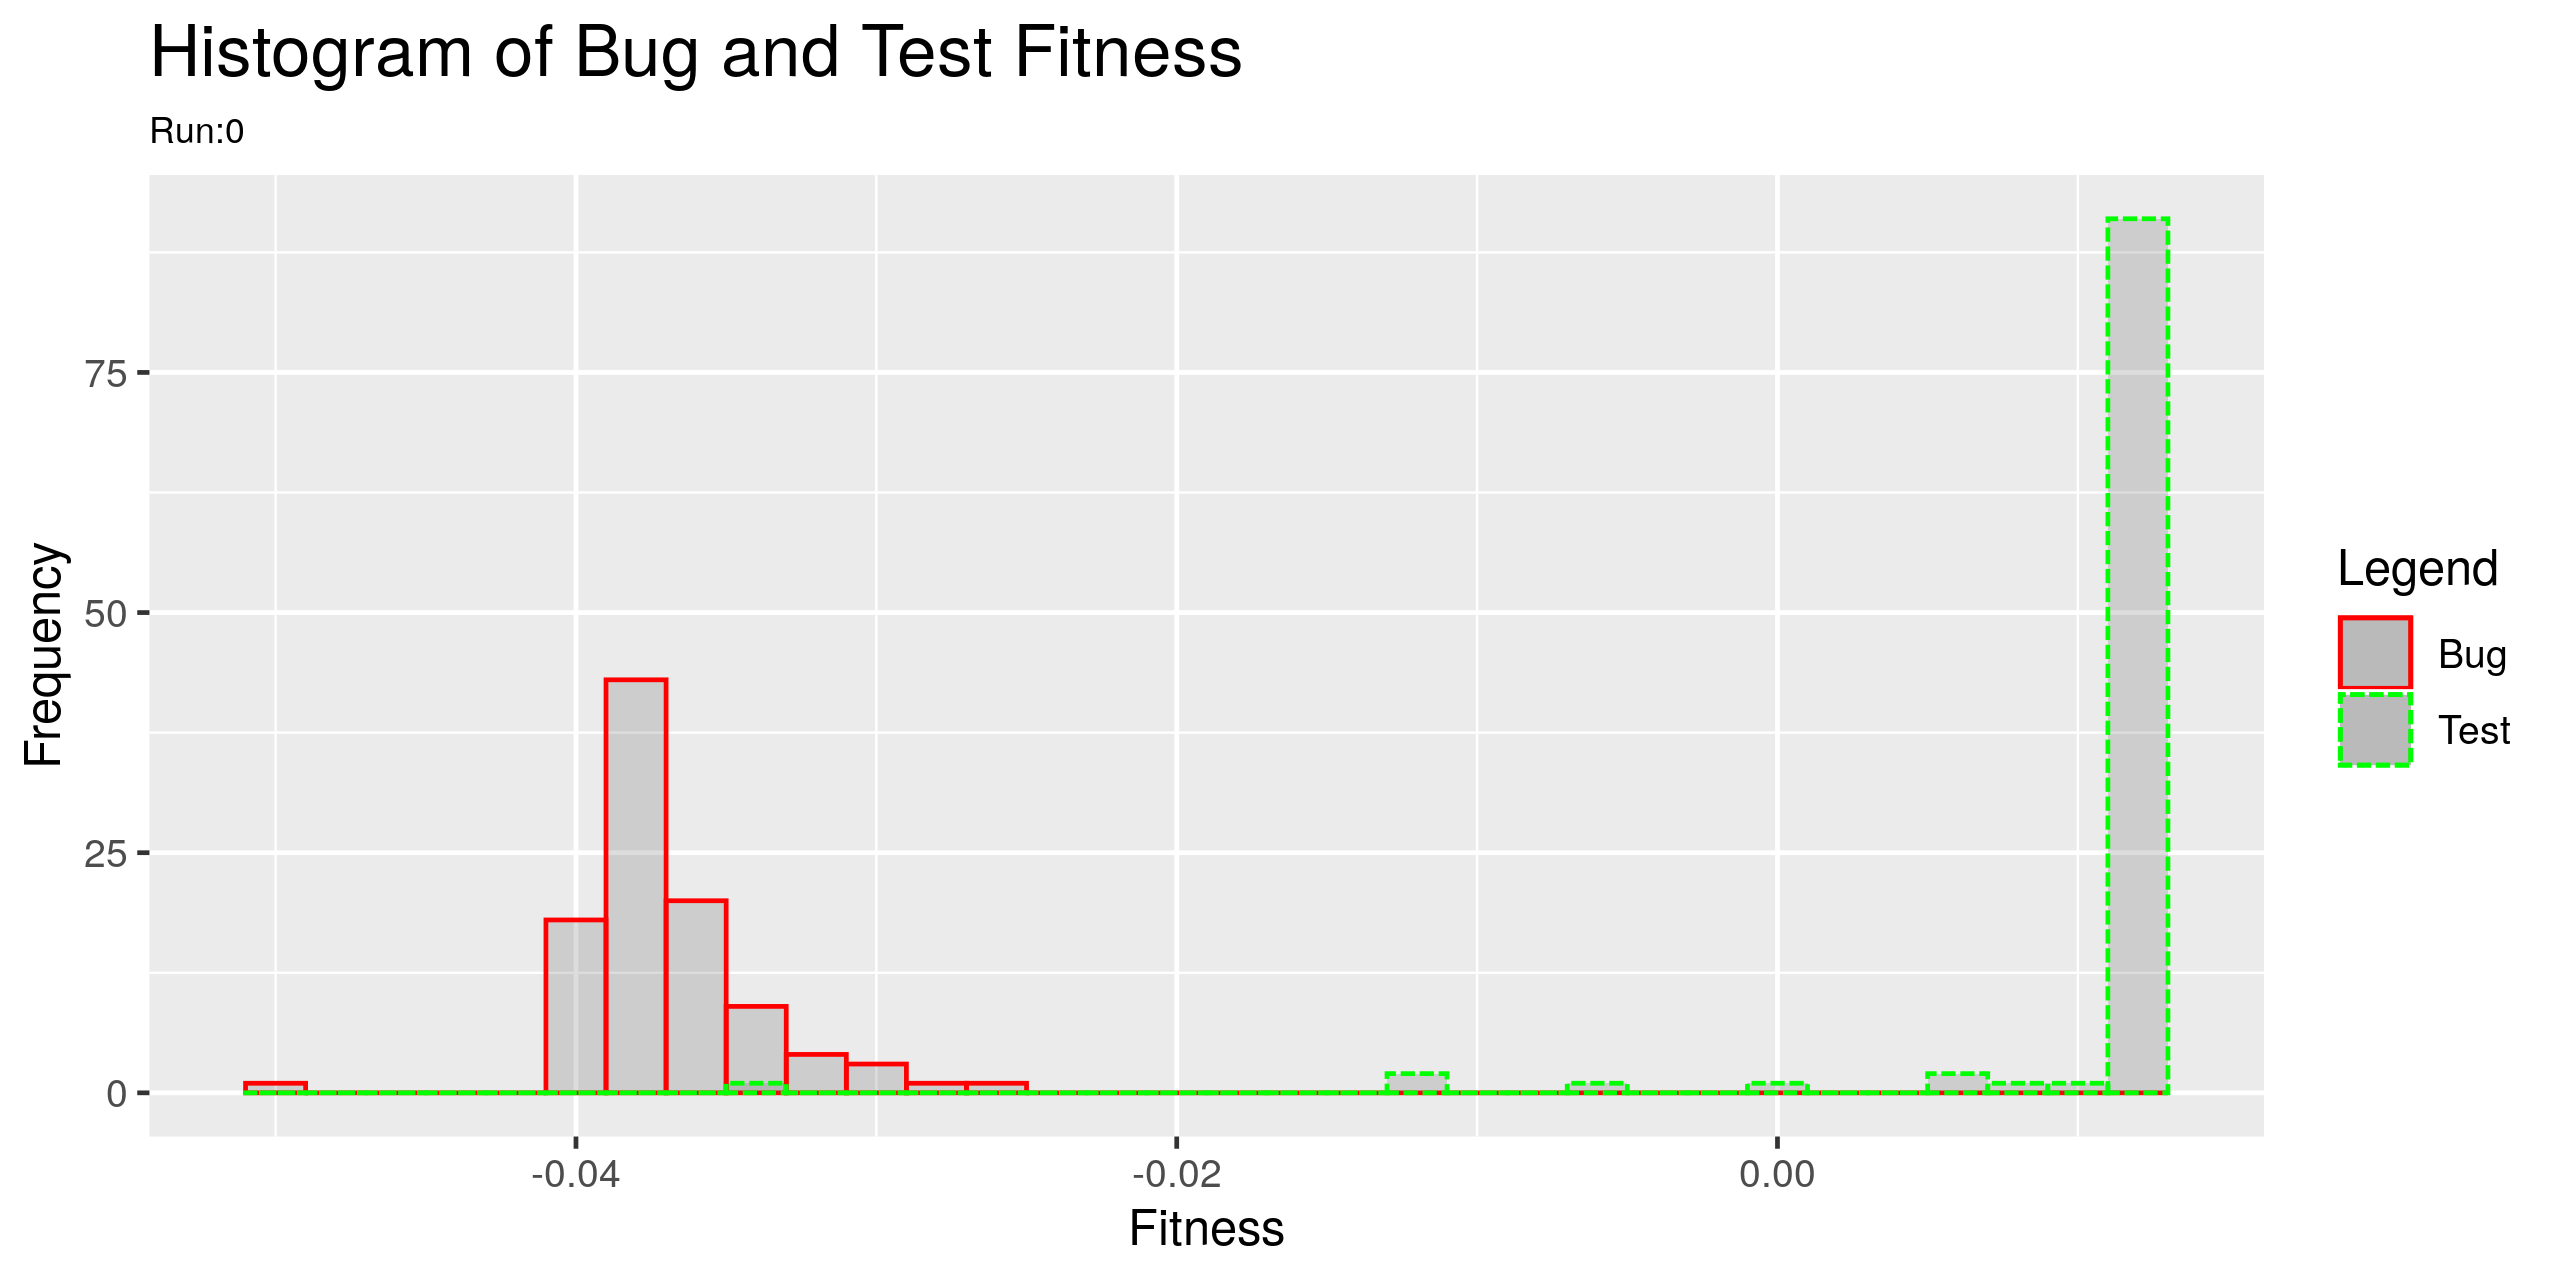 Histogram of Bug and Test Fitness
Run:0
Frequency
75
50
25
0
-0.04
-0.02
0.00
Fitness
Legend
Bug
Test